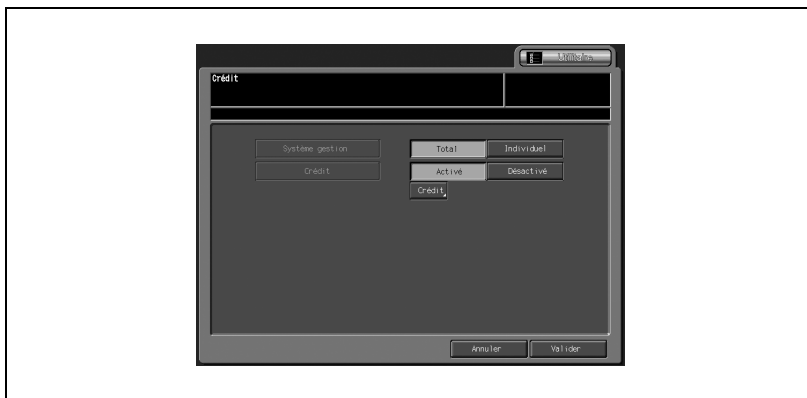 Utilitaire
Crédit
Système gestion Total Individuel
Crédit Activé Désactivé
Crédit
Annuler Valider